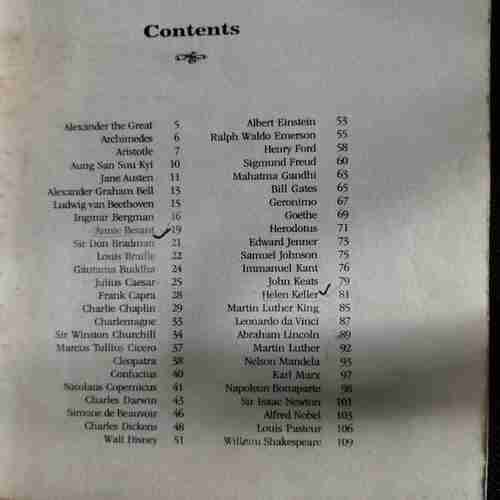 Contents
Alexander the Great 5
Archimedes 6
Aristotle 7
Aung San Suu Kyi 10
Jane Austen 11
Alexander Graham Bell 13
Ludwig van Beethoven 15
Ingmar Bergman 16
Annie Besant 19
Sir Don Bradman 21
Louis Braille 22
Gautama Buddha 24
Julius Caesar 25
Frank Capra 28
Charlie Chaplin 29
Charlemagne 33
Sir Winston Churchill 34
Marcus Tullius Cicero 37
Cleopatra 38
Confucius 40
Nicolaus Copernicus 41
Charles Darwin 43
Simone de Beauvoir 46
Charles Dickens 48
Walt Disney 51
Albert Einstein 53
Ralph Waldo Emerson 55
Henry Ford 58
Sigmund Freud 60
Mahatma Gandhi 63
Bill Gates 65
Geronimo 67
Goethe 69
Herodotus 71
Edward Jenner 73
Samuel Johnson 75
Immanuel Kant 76
John Keats 79
Helen Keller 81
Martin Luther King 85
Leonardo da Vinci 87
Abraham Lincoln 89
Martin Luther 92
Nelson Mandela 93
Karl Marx 97
Napoleon Bonaparte 98
Sir Isaac Newton 101
Alfred Nobel 103
Louis Pasteur 106
William Shakespeare 109